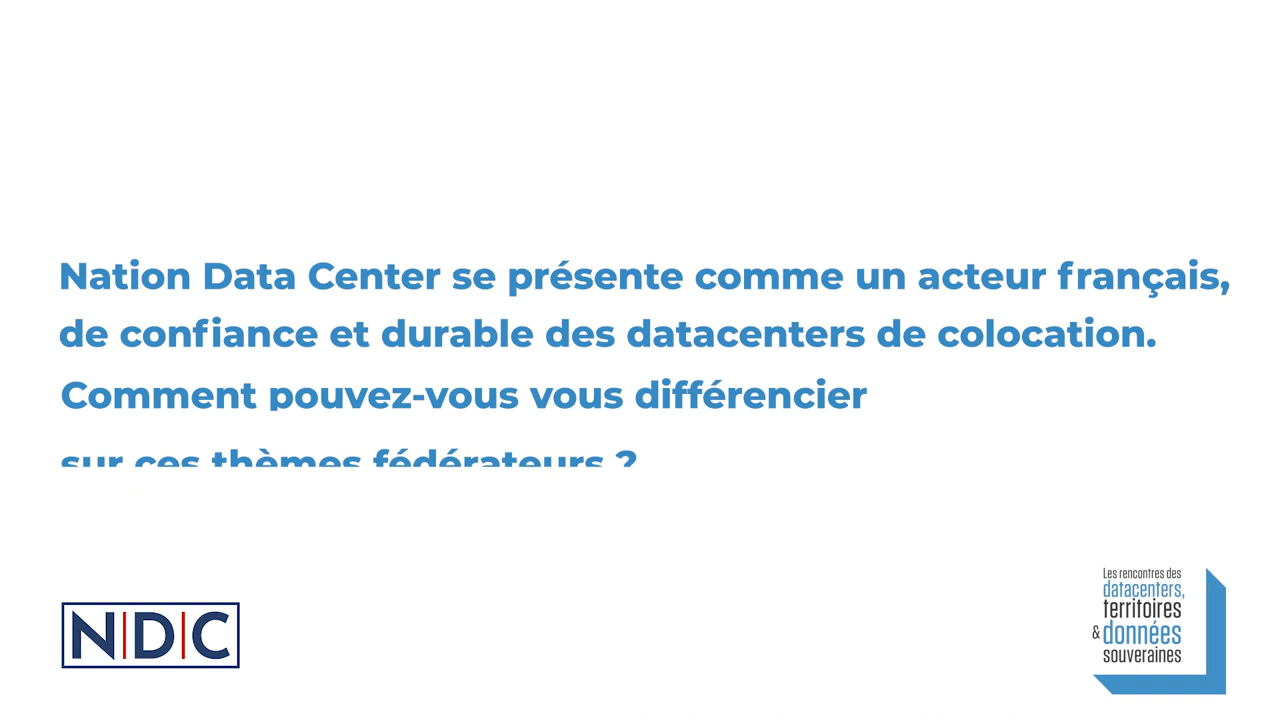 Nation Data Center se présente comme un acteur français,
de confiance et durable des datacenters de colocation.
Comment pouvez-vous vous différencier
sur ces thèmes fédérateurs ?
N|D|C
Les rencontres des
datacenters,
territoires
& données
souveraines